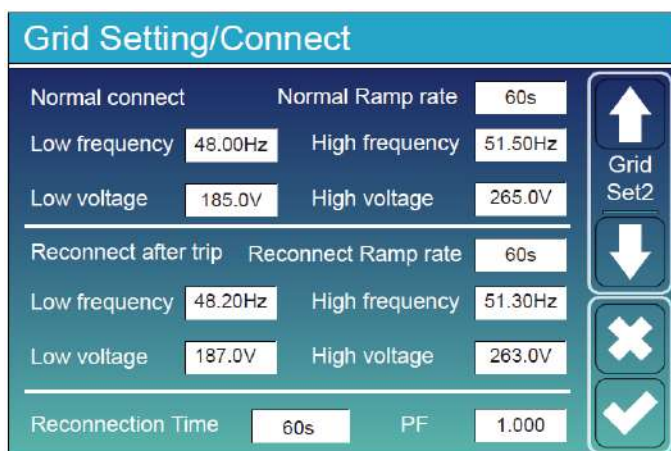 Grid Setting/Connect
Normal connect Normal Ramp rate 60s
Low frequency 48.00Hz High frequency 51.50Hz
Low voltage 185.0V High voltage 265.0V
Grid
Set2
Reconnect after trip Reconnect Ramp rate 60s
Low frequency 48.20Hz High frequency 51.30Hz
Low voltage 187.0V High voltage 263.0V
Reconnection Time 60s PF 1.000